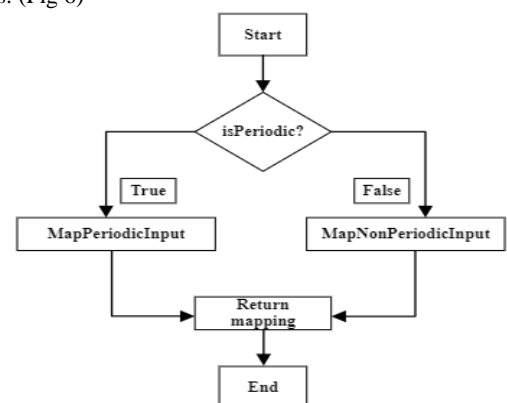 s. (Fig 6)
Start
isPeriodic?
True
False
MapPeriodicInput
MapNonPeriodicInput
Return
mapping
End